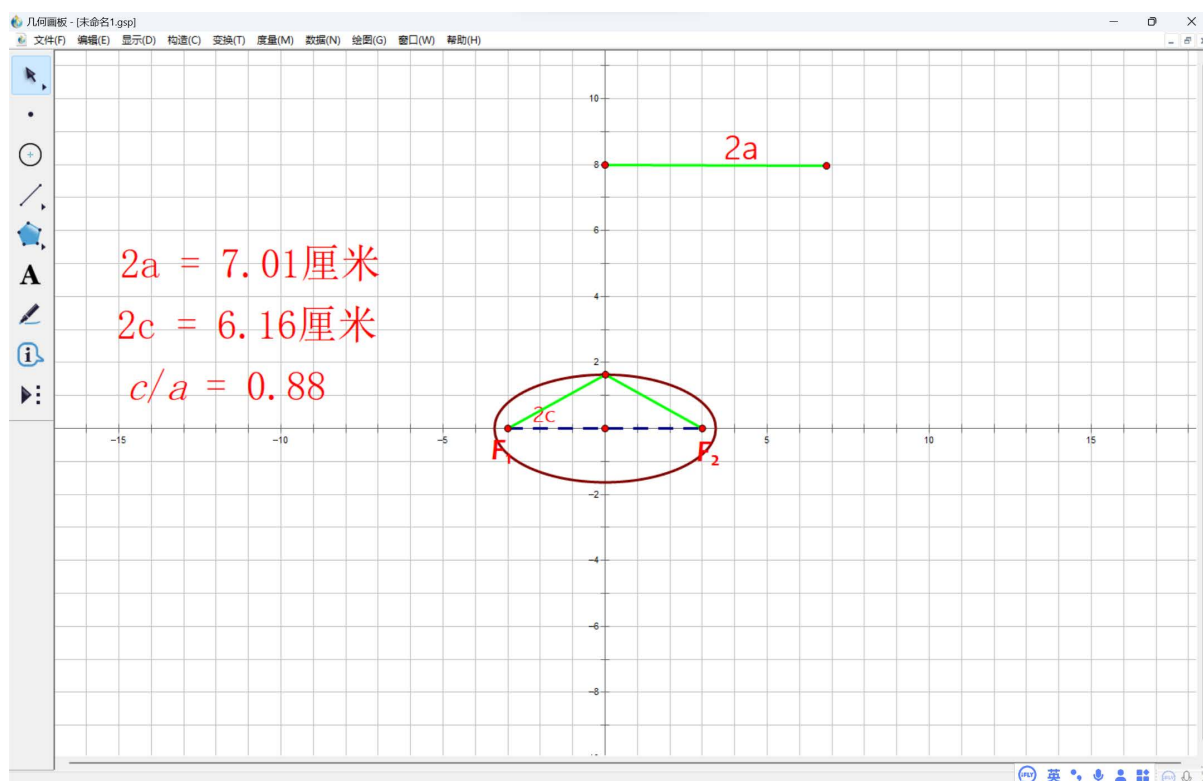 几何画板 - [未命名1.gsp]
文件(F) 编辑(E) 显示(D) 构造(C) 变换(T) 度量(M) 数据(N) 绘图(G) 窗口(W) 帮助(H)
10
2a
8
6
2a = 7.01厘米
4
2c = 6.16厘米
2
c/a = 0.88
2c
-15 -10 -5 5 10 15
F₁ F₂
-2
A
-4
-6
-8
iFLY 英